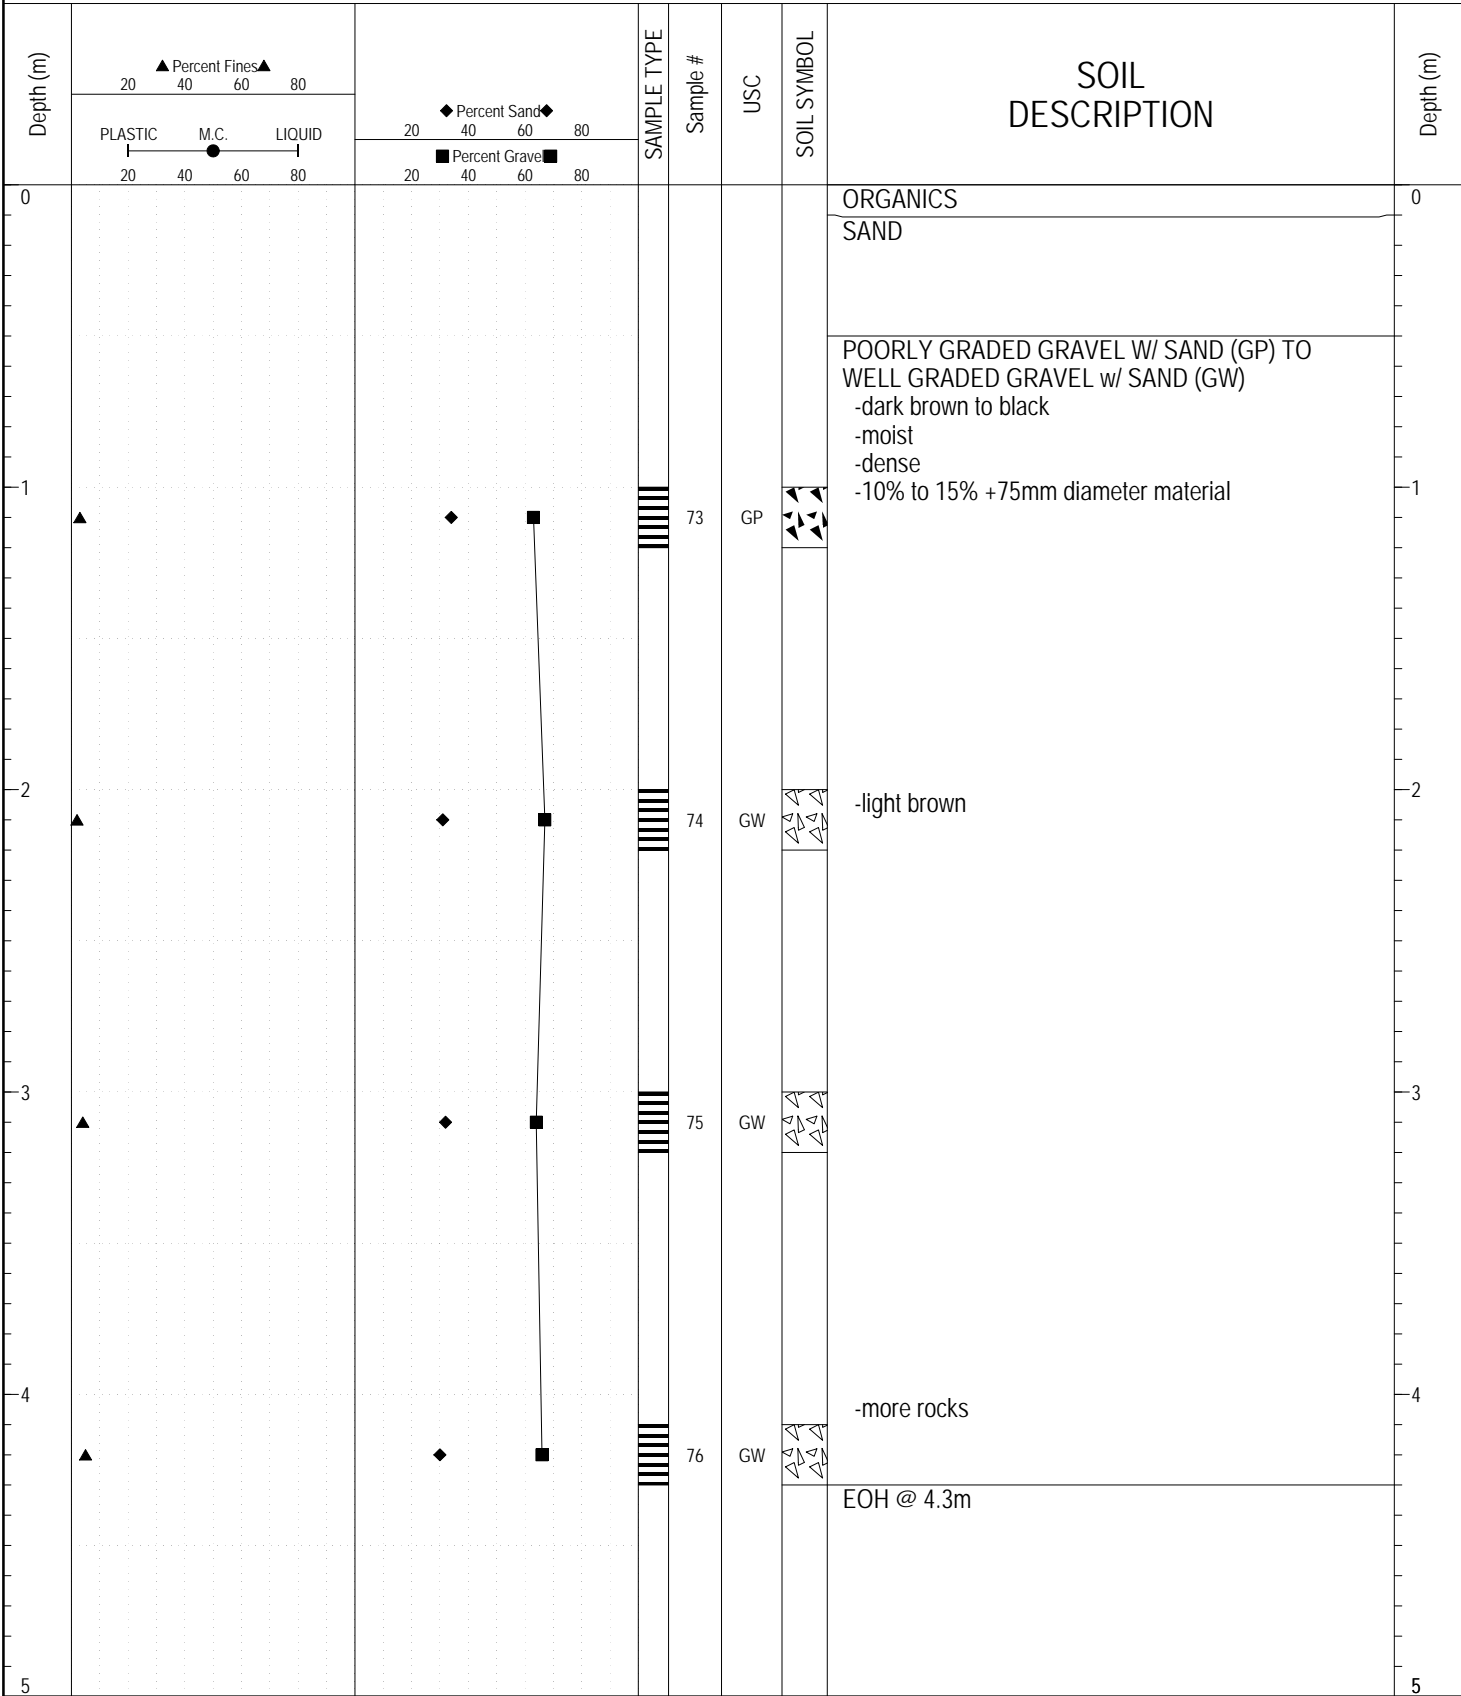 Depth (m)
▲ Percent Fines▲
20 40 60 80
PLASTIC M.C. LIQUID
20 40 60 80
◆ Percent Sand◆
20 40 60 80
■ Percent Gravel■
20 40 60 80
SAMPLE TYPE
Sample #
USC
SOIL SYMBOL
SOIL
DESCRIPTION
Depth (m)
0 ORGANICS 0
SAND
POORLY GRADED GRAVEL W/ SAND (GP) TO
WELL GRADED GRAVEL w/ SAND (GW)
-dark brown to black
-moist
-dense
1 -10% to 15% +75mm diameter material 1
73 GP
2 -light brown 2
74 GW
3 3
75 GW
4 4
-more rocks
76 GW
EOH @ 4.3m
5 5